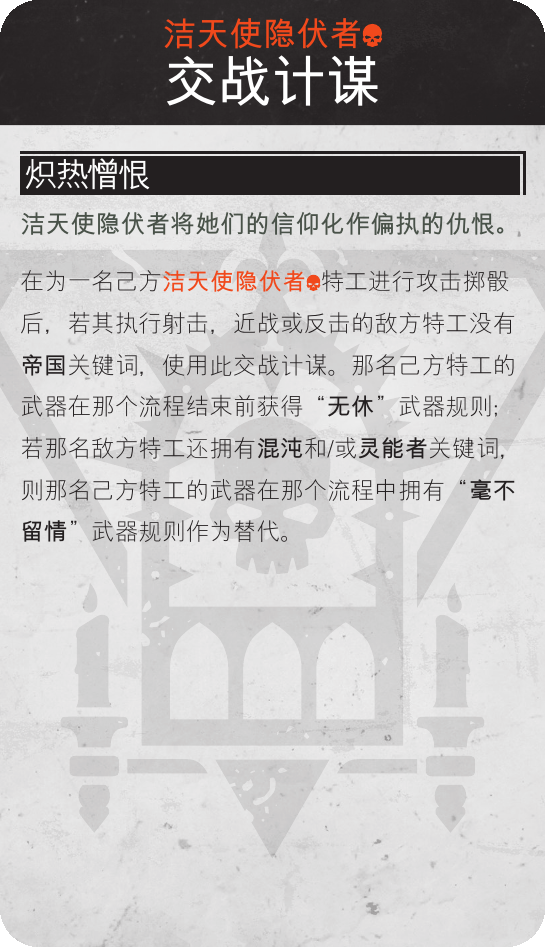 洁天使隐伏者
交战计谋
炽热憎恨
洁天使隐伏者将她们的信仰化作偏执的仇恨。
在为一名己方洁天使隐伏者特工进行攻击掷骰
后，若其执行射击，近战或反击的敌方特工没有
帝国关键词，使用此交战计谋。那名己方特工的
武器在那个流程结束前获得“无休”武器规则；
若那名敌方特工还拥有混沌和/或灵能者关键词，
则那名己方特工的武器在那个流程中拥有“毫不
留情”武器规则作为替代。